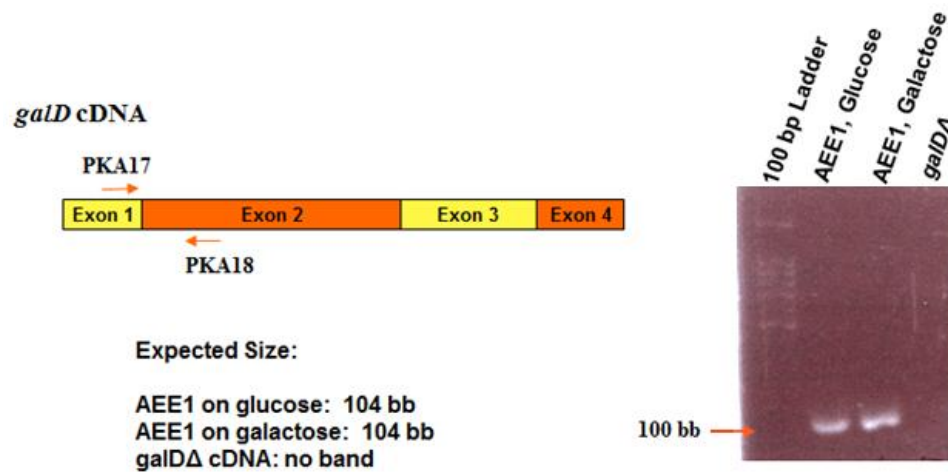 galD cDNA
PKA17
Exon 1 Exon 2 Exon 3 Exon 4
PKA18
Expected Size:
AEE1 on glucose: 104 bb
AEE1 on galactose: 104 bb
galDΔ cDNA: no band
100 bp Ladder
AEE1, Glucose
AEE1, Galactose
galDΔ
100 bb